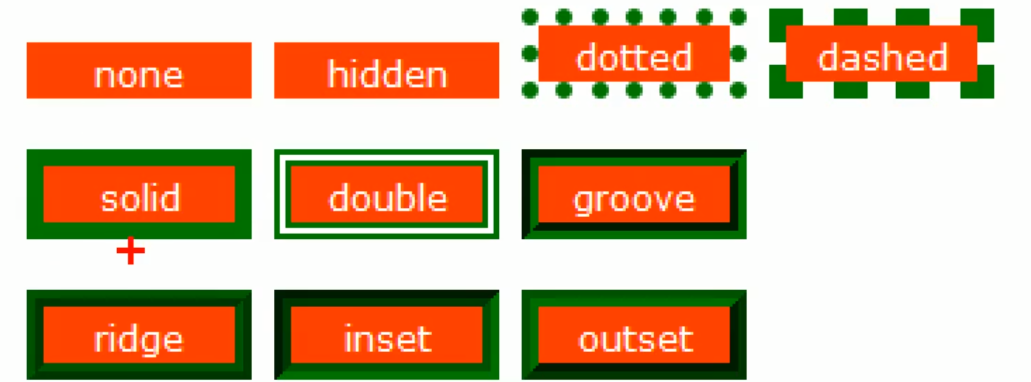 none hidden dotted dashed
solid double groove
ridge inset outset